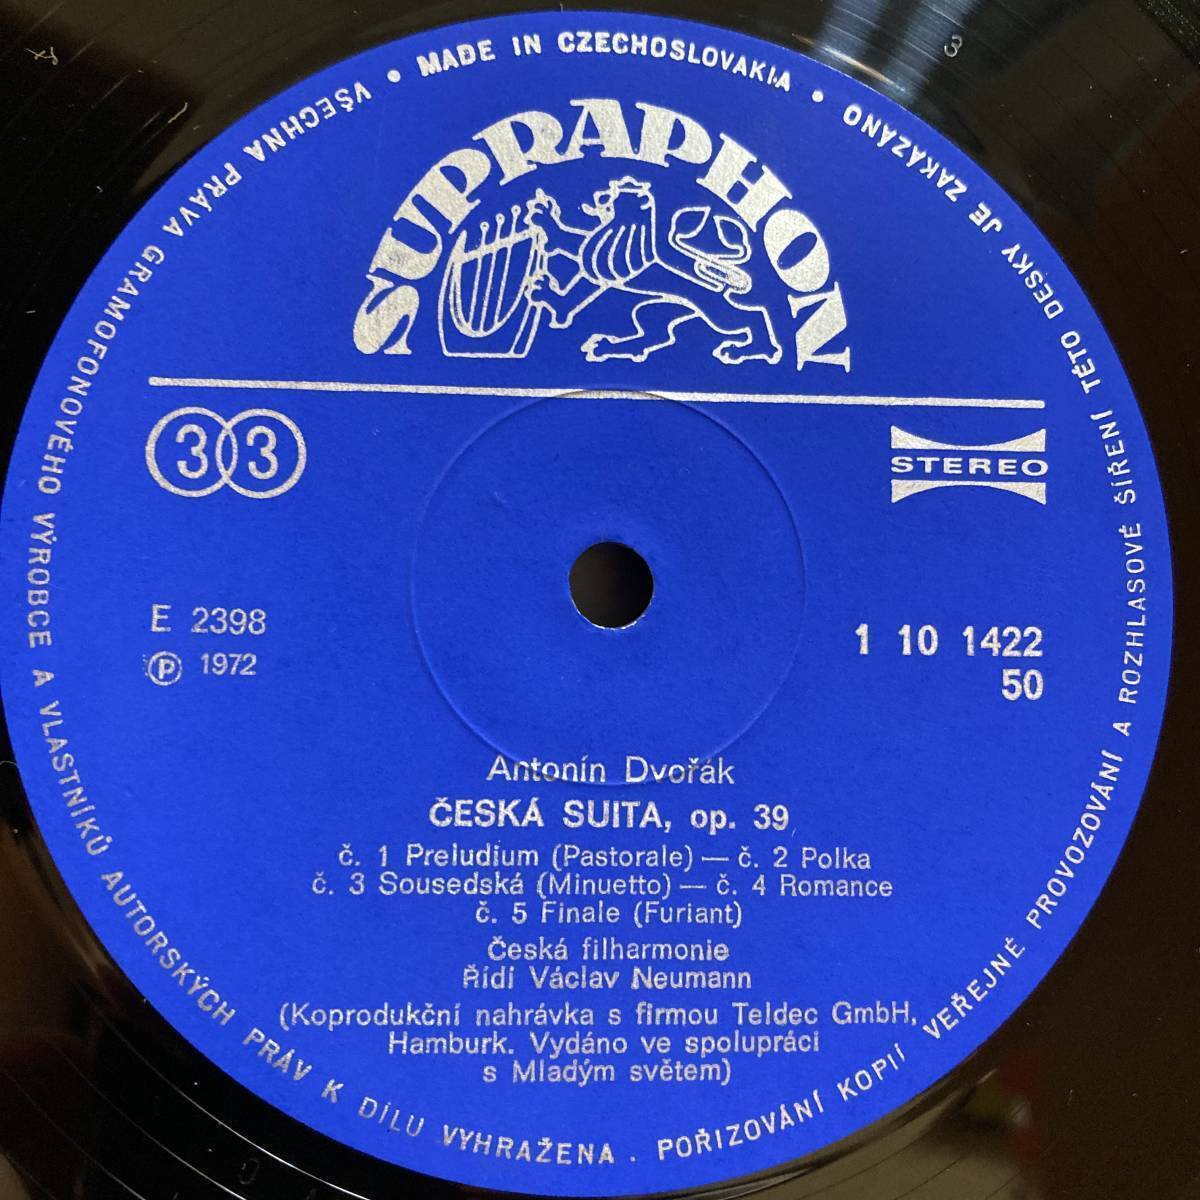 VŠECHNA PRÁVA GRAMOFONOVÉHO VÝROBCE A VLASTNÍKŮ AUTORSKÝCH PRÁV K DÍLU VYHRAŽENA . POŘIZOVÁNÍ KOPIÍ VEŘEJNÉ PROVOZOVÁNÍ A ROZHLASOVÉ ŠÍŘENÍ TÉTO DESKY JE ZAKÁZÁNO
• MADE IN CZECHOSLOVAKIA •
3
SUPRAPHON
33
STEREO
E 2398
Ⓟ 1972
1 10 1422
50
Antonín Dvořák
ČESKÁ SUITA, op. 39
č. 1 Preludium (Pastorale) — č. 2 Polka
č. 3 Sousedská (Minuetto) — č. 4 Romance
č. 5 Finale (Furiant)
Česká filharmonie
Řídí Václav Neumann
(Koprodukční nahrávka s firmou Teldec GmbH,
Hamburk. Vydáno ve spolupráci
s Mladým světem)